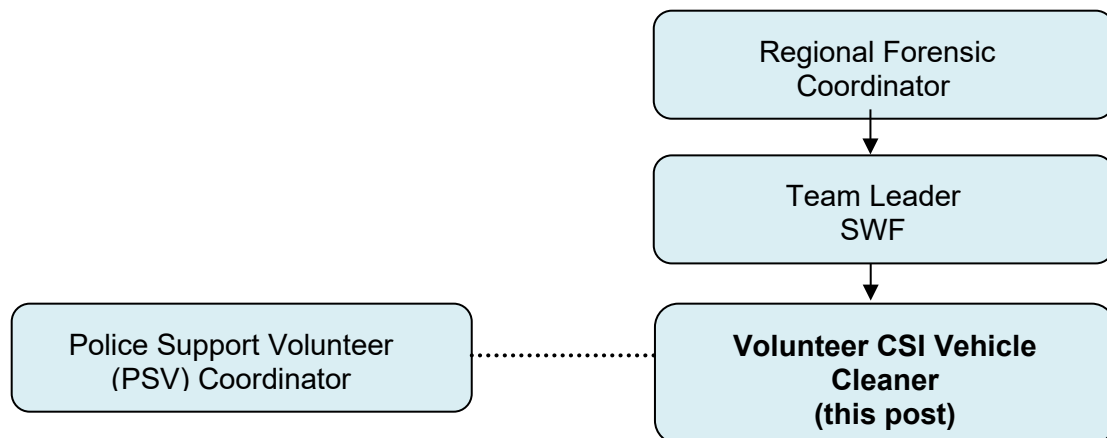 Regional Forensic
Coordinator
Team Leader
SWF
Police Support Volunteer
(PSV) Coordinator
Volunteer CSI Vehicle
Cleaner
(this post)